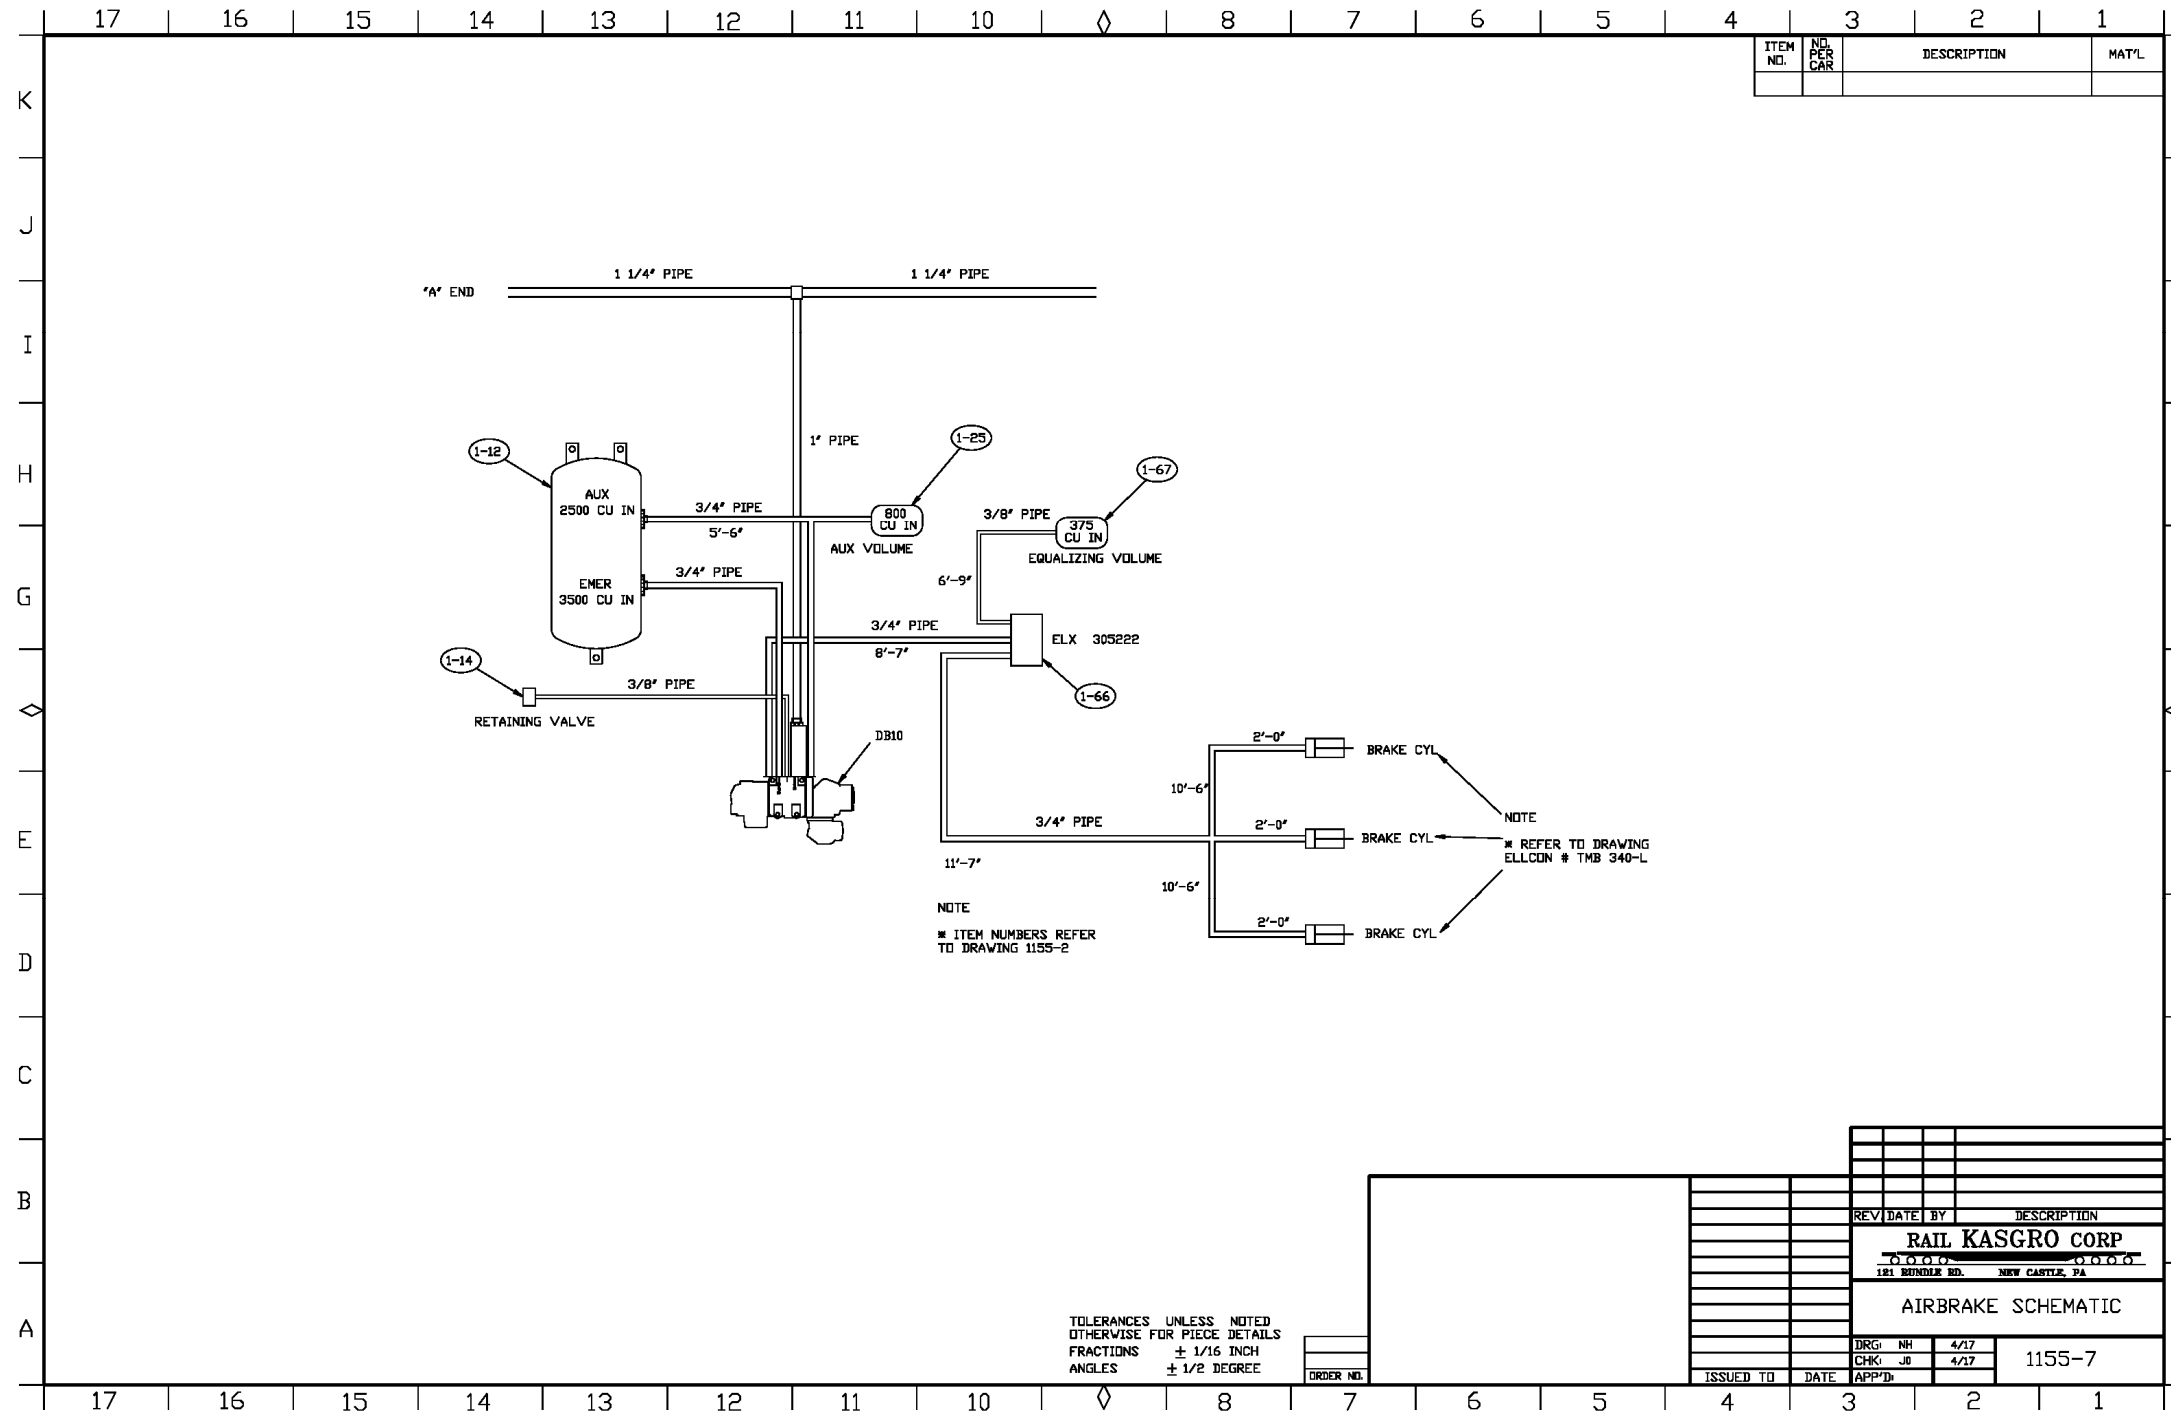 17 16 15 14 13 12 11 10 8 7 6 5 4 3 2 1
ITEM NO.
NO. PER CAR
DESCRIPTION
MAT'L
K
J
I
H
G
E
D
C
B
A
1 1/4" PIPE
1 1/4" PIPE
"A" END
1" PIPE
1-12
1-25
1-67
AUX
2500 CU IN
3/4" PIPE
5'-6"
800
CU IN
AUX VOLUME
3/8" PIPE
375
CU IN
EQUALIZING VOLUME
6'-9"
EMER
3500 CU IN
3/4" PIPE
3/4" PIPE
8'-7"
ELX 305222
1-66
1-14
3/8" PIPE
RETAINING VALVE
DB10
2'-0"
BRAKE CYL
10'-6"
3/4" PIPE
11'-7"
2'-0"
BRAKE CYL
10'-6"
2'-0"
BRAKE CYL
NOTE
* REFER TO DRAWING
ELLCON # TMB 340-L
NOTE
* ITEM NUMBERS REFER
TO DRAWING 1155-2
REV DATE BY DESCRIPTION
RAIL KASGRO CORP
121 RUNDLE RD. NEW CASTLE, PA
AIRBRAKE SCHEMATIC
TOLERANCES UNLESS NOTED
OTHERWISE FOR PIECE DETAILS
FRACTIONS ± 1/16 INCH
ANGLES ± 1/2 DEGREE
ORDER NO.
ISSUED TO DATE
DRG: NH 4/17
CHK: JO 4/17
APP'D:
1155-7
17 16 15 14 13 12 11 10 8 7 6 5 4 3 2 1